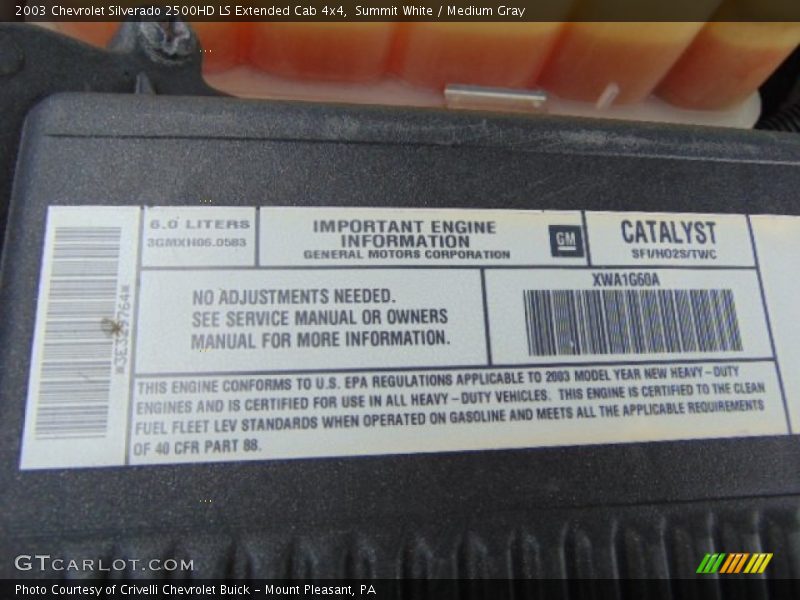 2003 Chevrolet Silverado 2500HD LS Extended Cab 4x4, Summit White / Medium Gray
6.0 LITERS
3GMXH06.0583
IMPORTANT ENGINE
INFORMATION
GENERAL MOTORS CORPORATION
GM
CATALYST
SFI/HO2S/TWC
NO ADJUSTMENTS NEEDED.
SEE SERVICE MANUAL OR OWNERS
MANUAL FOR MORE INFORMATION.
XWA1G60A
THIS ENGINE CONFORMS TO U.S. EPA REGULATIONS APPLICABLE TO 2003 MODEL YEAR NEW HEAVY-DUTY
ENGINES AND IS CERTIFIED FOR USE IN ALL HEAVY-DUTY VEHICLES. THIS ENGINE IS CERTIFIED TO THE CLEAN
FUEL FLEET LEV STANDARDS WHEN OPERATED ON GASOLINE AND MEETS ALL THE APPLICABLE REQUIREMENTS
OF 40 CFR PART 88.
GTCARLOT.COM
Photo Courtesy of Crivelli Chevrolet Buick - Mount Pleasant, PA